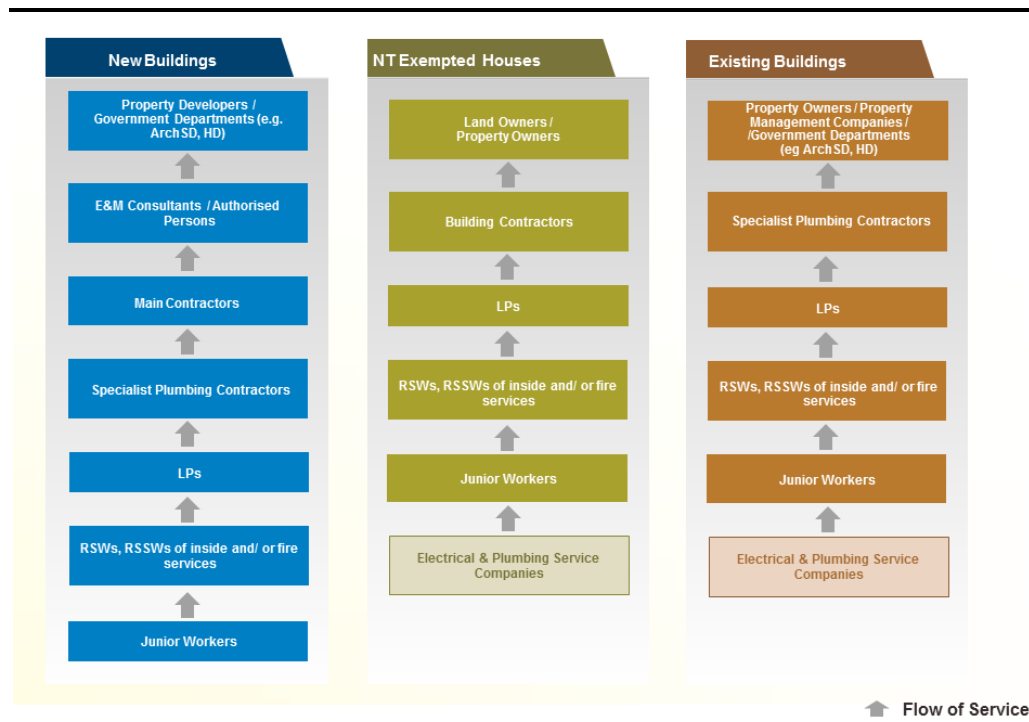 New Buildings
Property Developers /
Government Departments (e.g.
ArchSD, HD)
E&M Consultants / Authorised
Persons
Main Contractors
Specialist Plumbing Contractors
LPs
RSWs, RSSWs of inside and/ or fire
services
Junior Workers
NT Exempted Houses
Land Owners /
Property Owners
Building Contractors
LPs
RSWs, RSSWs of inside and/ or fire
services
Junior Workers
Electrical & Plumbing Service
Companies
Existing Buildings
Property Owners / Property
Management Companies /
/Government Departments
(eg ArchSD, HD)
Specialist Plumbing Contractors
LPs
RSWs, RSSWs of inside and/ or fire
services
Junior Workers
Electrical & Plumbing Service
Companies
Flow of Service